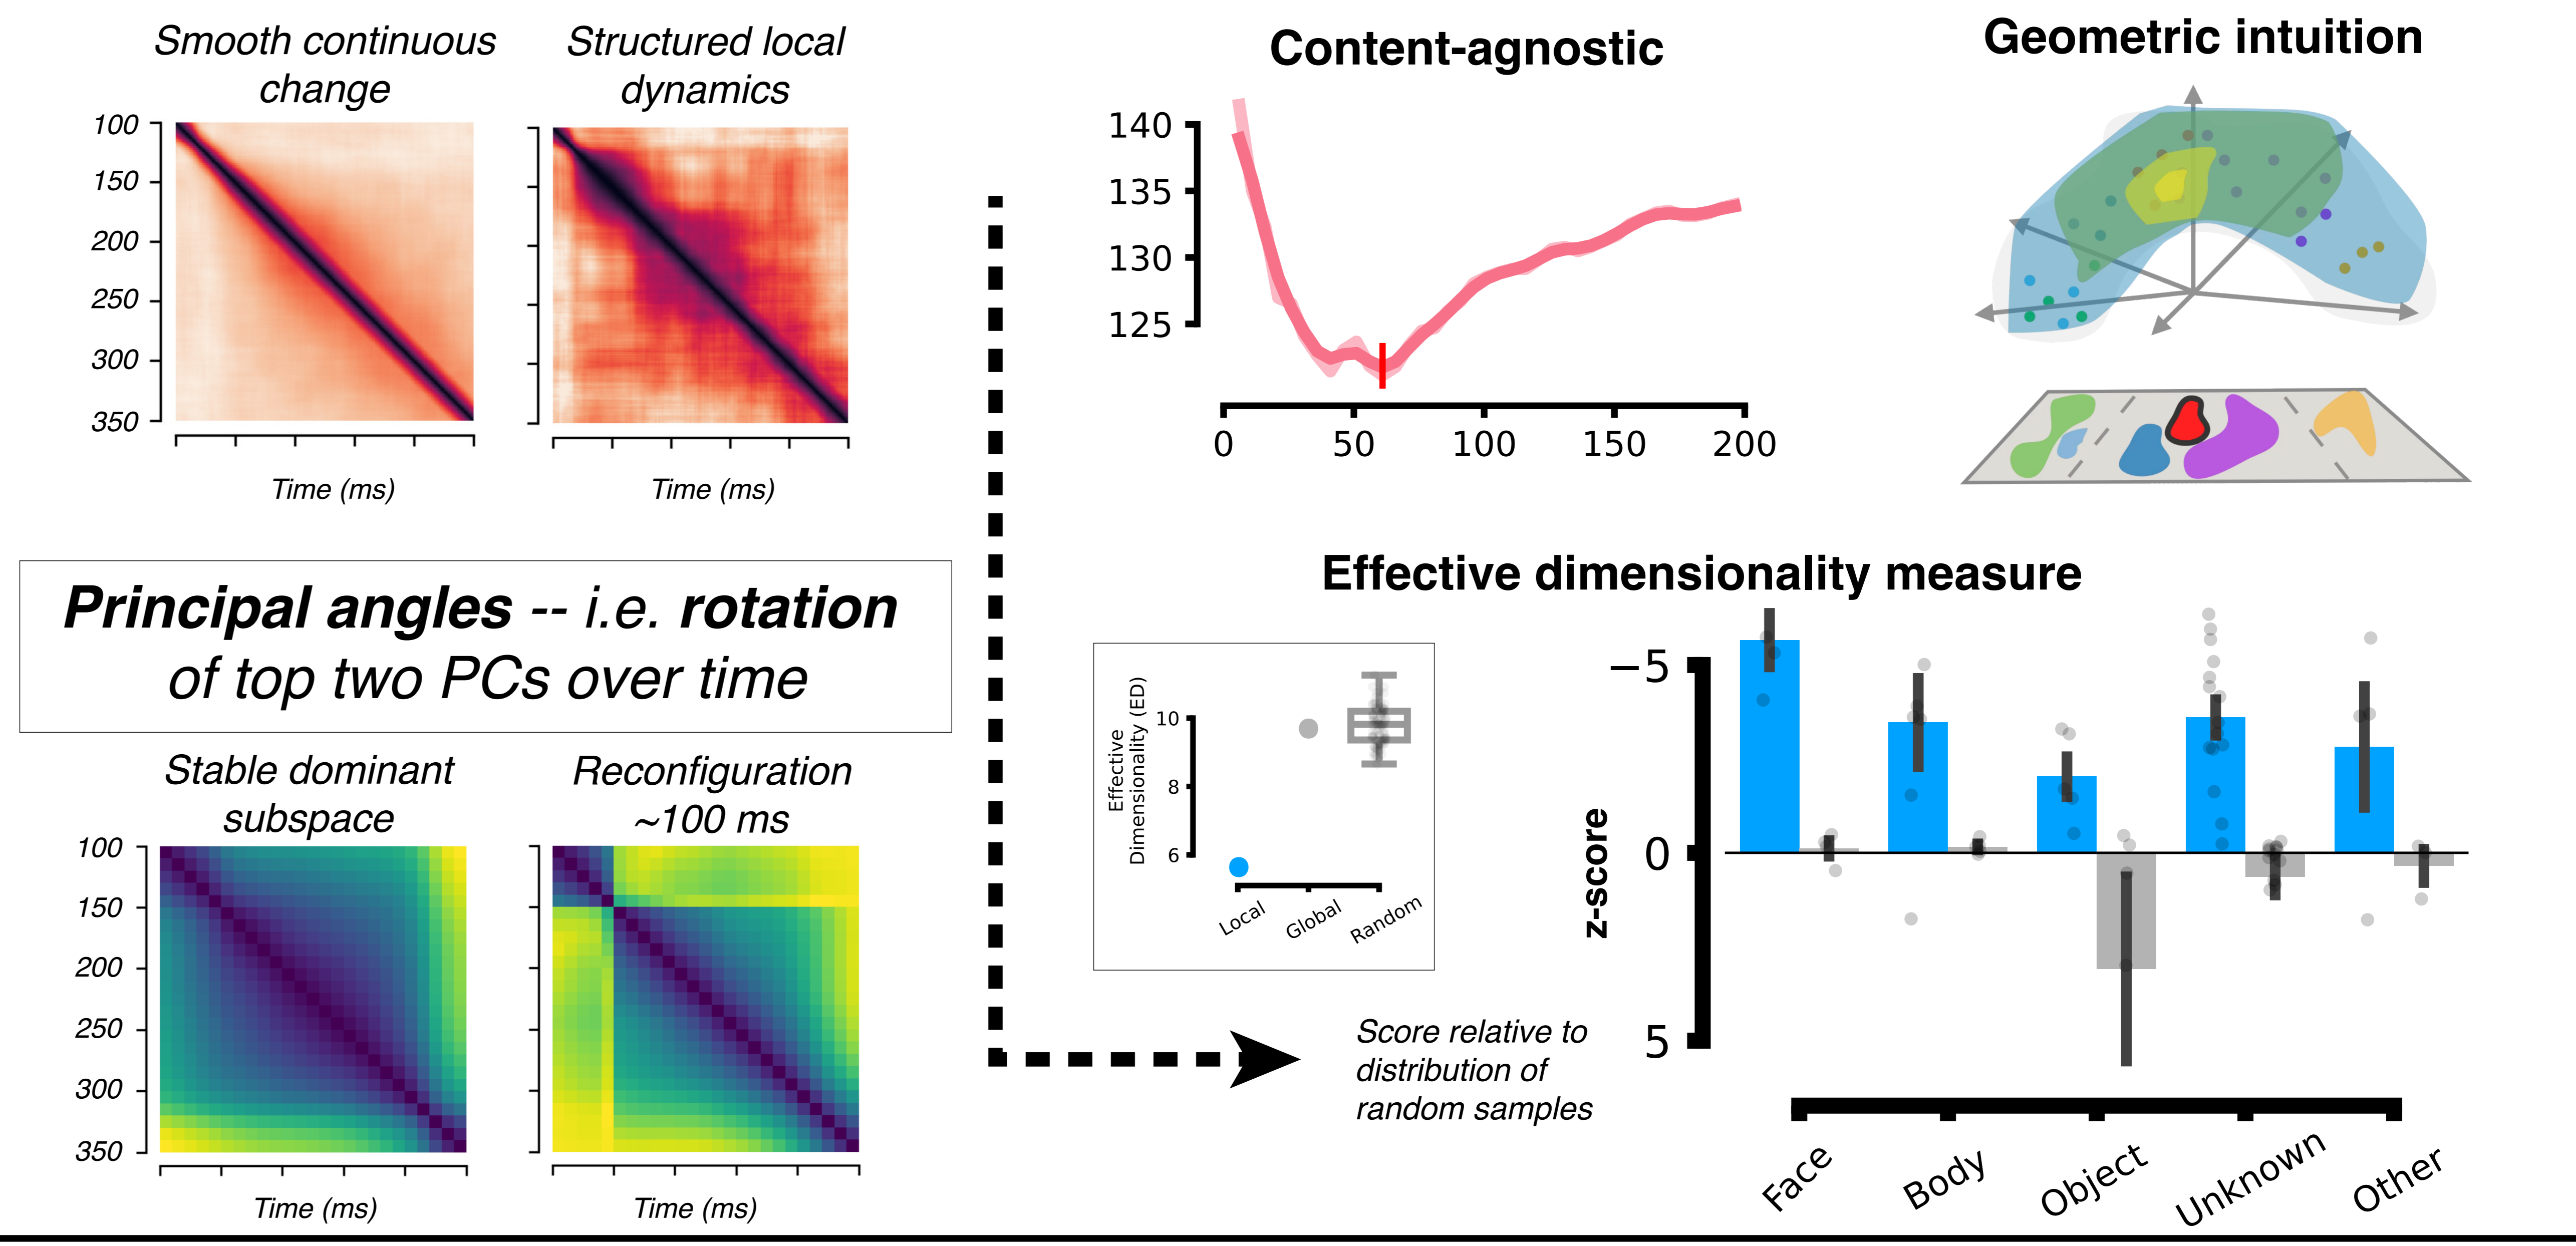 Smooth continuous
change
Structured local
dynamics
100
150
200
250
300
350
Time (ms)
Time (ms)
Principal angles -- i.e. rotation
of top two PCs over time
Stable dominant
subspace
Reconfiguration
~100 ms
100
150
200
250
300
350
Time (ms)
Time (ms)
Content-agnostic
140
135
130
125
0
50
100
150
200
Geometric intuition
Effective dimensionality measure
Effective
Dimensionality (ED)
10
8
6
Local
Global
Random
Score relative to
distribution of
random samples
z-score
−5
0
5
Face
Body
Object
Unknown
Other